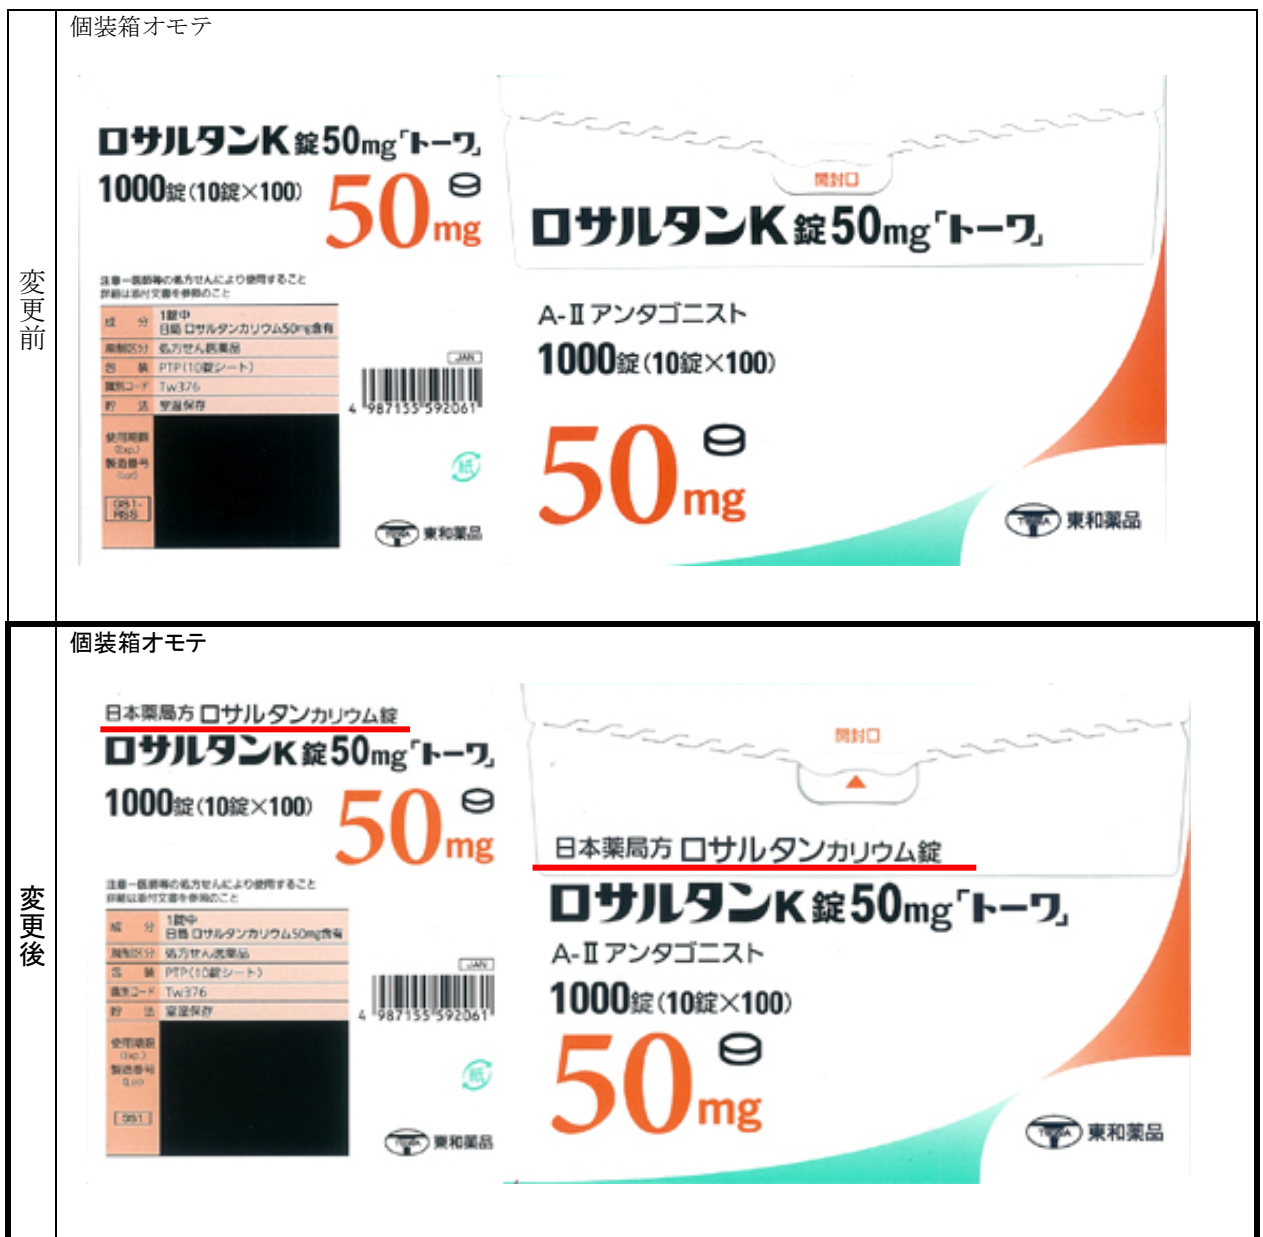 変更前
個装箱オモテ
ロサルタンK錠50mg「トーワ」
1000錠(10錠×100)
50mg
注意-医師等の処方せんにより使用すること
詳細は添付文書を参照のこと
成分 1錠中
日局 ロサルタンカリウム50mg含有
規制区分 処方せん医薬品
包装 PTP(10錠シート)
識別コード Tw376
貯法 室温保存
使用期限
(Exp.)
製造番号
(Lot)
JAN
4 987155 592061
紙
TOWA 東和薬品
開封口
ロサルタンK錠50mg「トーワ」
A-Ⅱアンタゴニスト
1000錠(10錠×100)
50mg
TOWA 東和薬品
変更後
個装箱オモテ
日本薬局方 ロサルタンカリウム錠
ロサルタンK錠50mg「トーワ」
1000錠(10錠×100)
50mg
注意-医師等の処方せんにより使用すること
詳細は添付文書を参照のこと
成分 1錠中
日局 ロサルタンカリウム50mg含有
規制区分 処方せん医薬品
包装 PTP(10錠シート)
識別コード Tw376
貯法 室温保存
使用期限
(Exp.)
製造番号
(Lot)
JAN
4 987155 592061
紙
TOWA 東和薬品
開封口
日本薬局方 ロサルタンカリウム錠
ロサルタンK錠50mg「トーワ」
A-Ⅱアンタゴニスト
1000錠(10錠×100)
50mg
TOWA 東和薬品